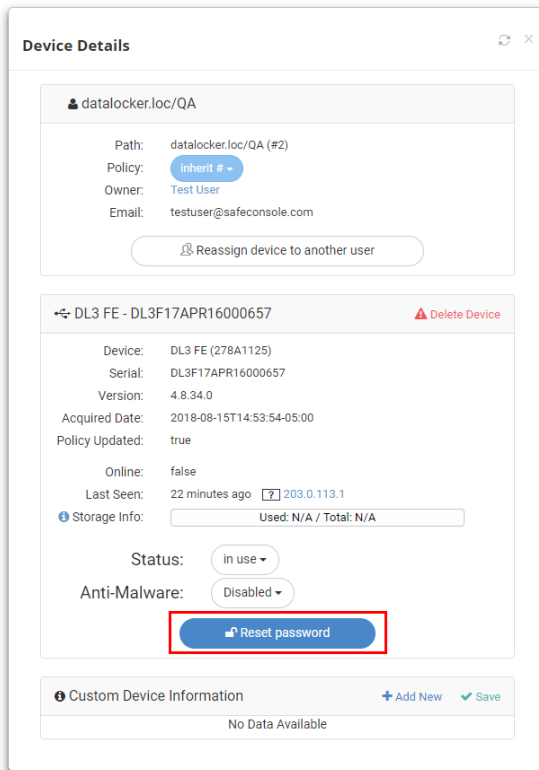 Device Details
datalocker.loc/QA
Path: datalocker.loc/QA (#2)
Policy: inherit #
Owner: Test User
Email: testuser@safeconsole.com
Reassign device to another user
DL3 FE - DL3F17APR16000657 Delete Device
Device: DL3 FE (278A1125)
Serial: DL3F17APR16000657
Version: 4.8.34.0
Acquired Date: 2018-08-15T14:53:54-05:00
Policy Updated: true
Online: false
Last Seen: 22 minutes ago ? 203.0.113.1
Storage Info: Used: N/A / Total: N/A
Status: in use
Anti-Malware: Disabled
Reset password
Custom Device Information Add New Save
No Data Available